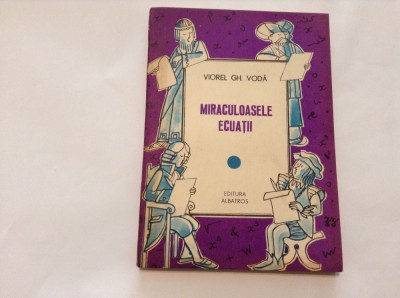 VIOREL GH. VODĂ
MIRACULOASELE
ECUAȚII
EDITURA
ALBATROS